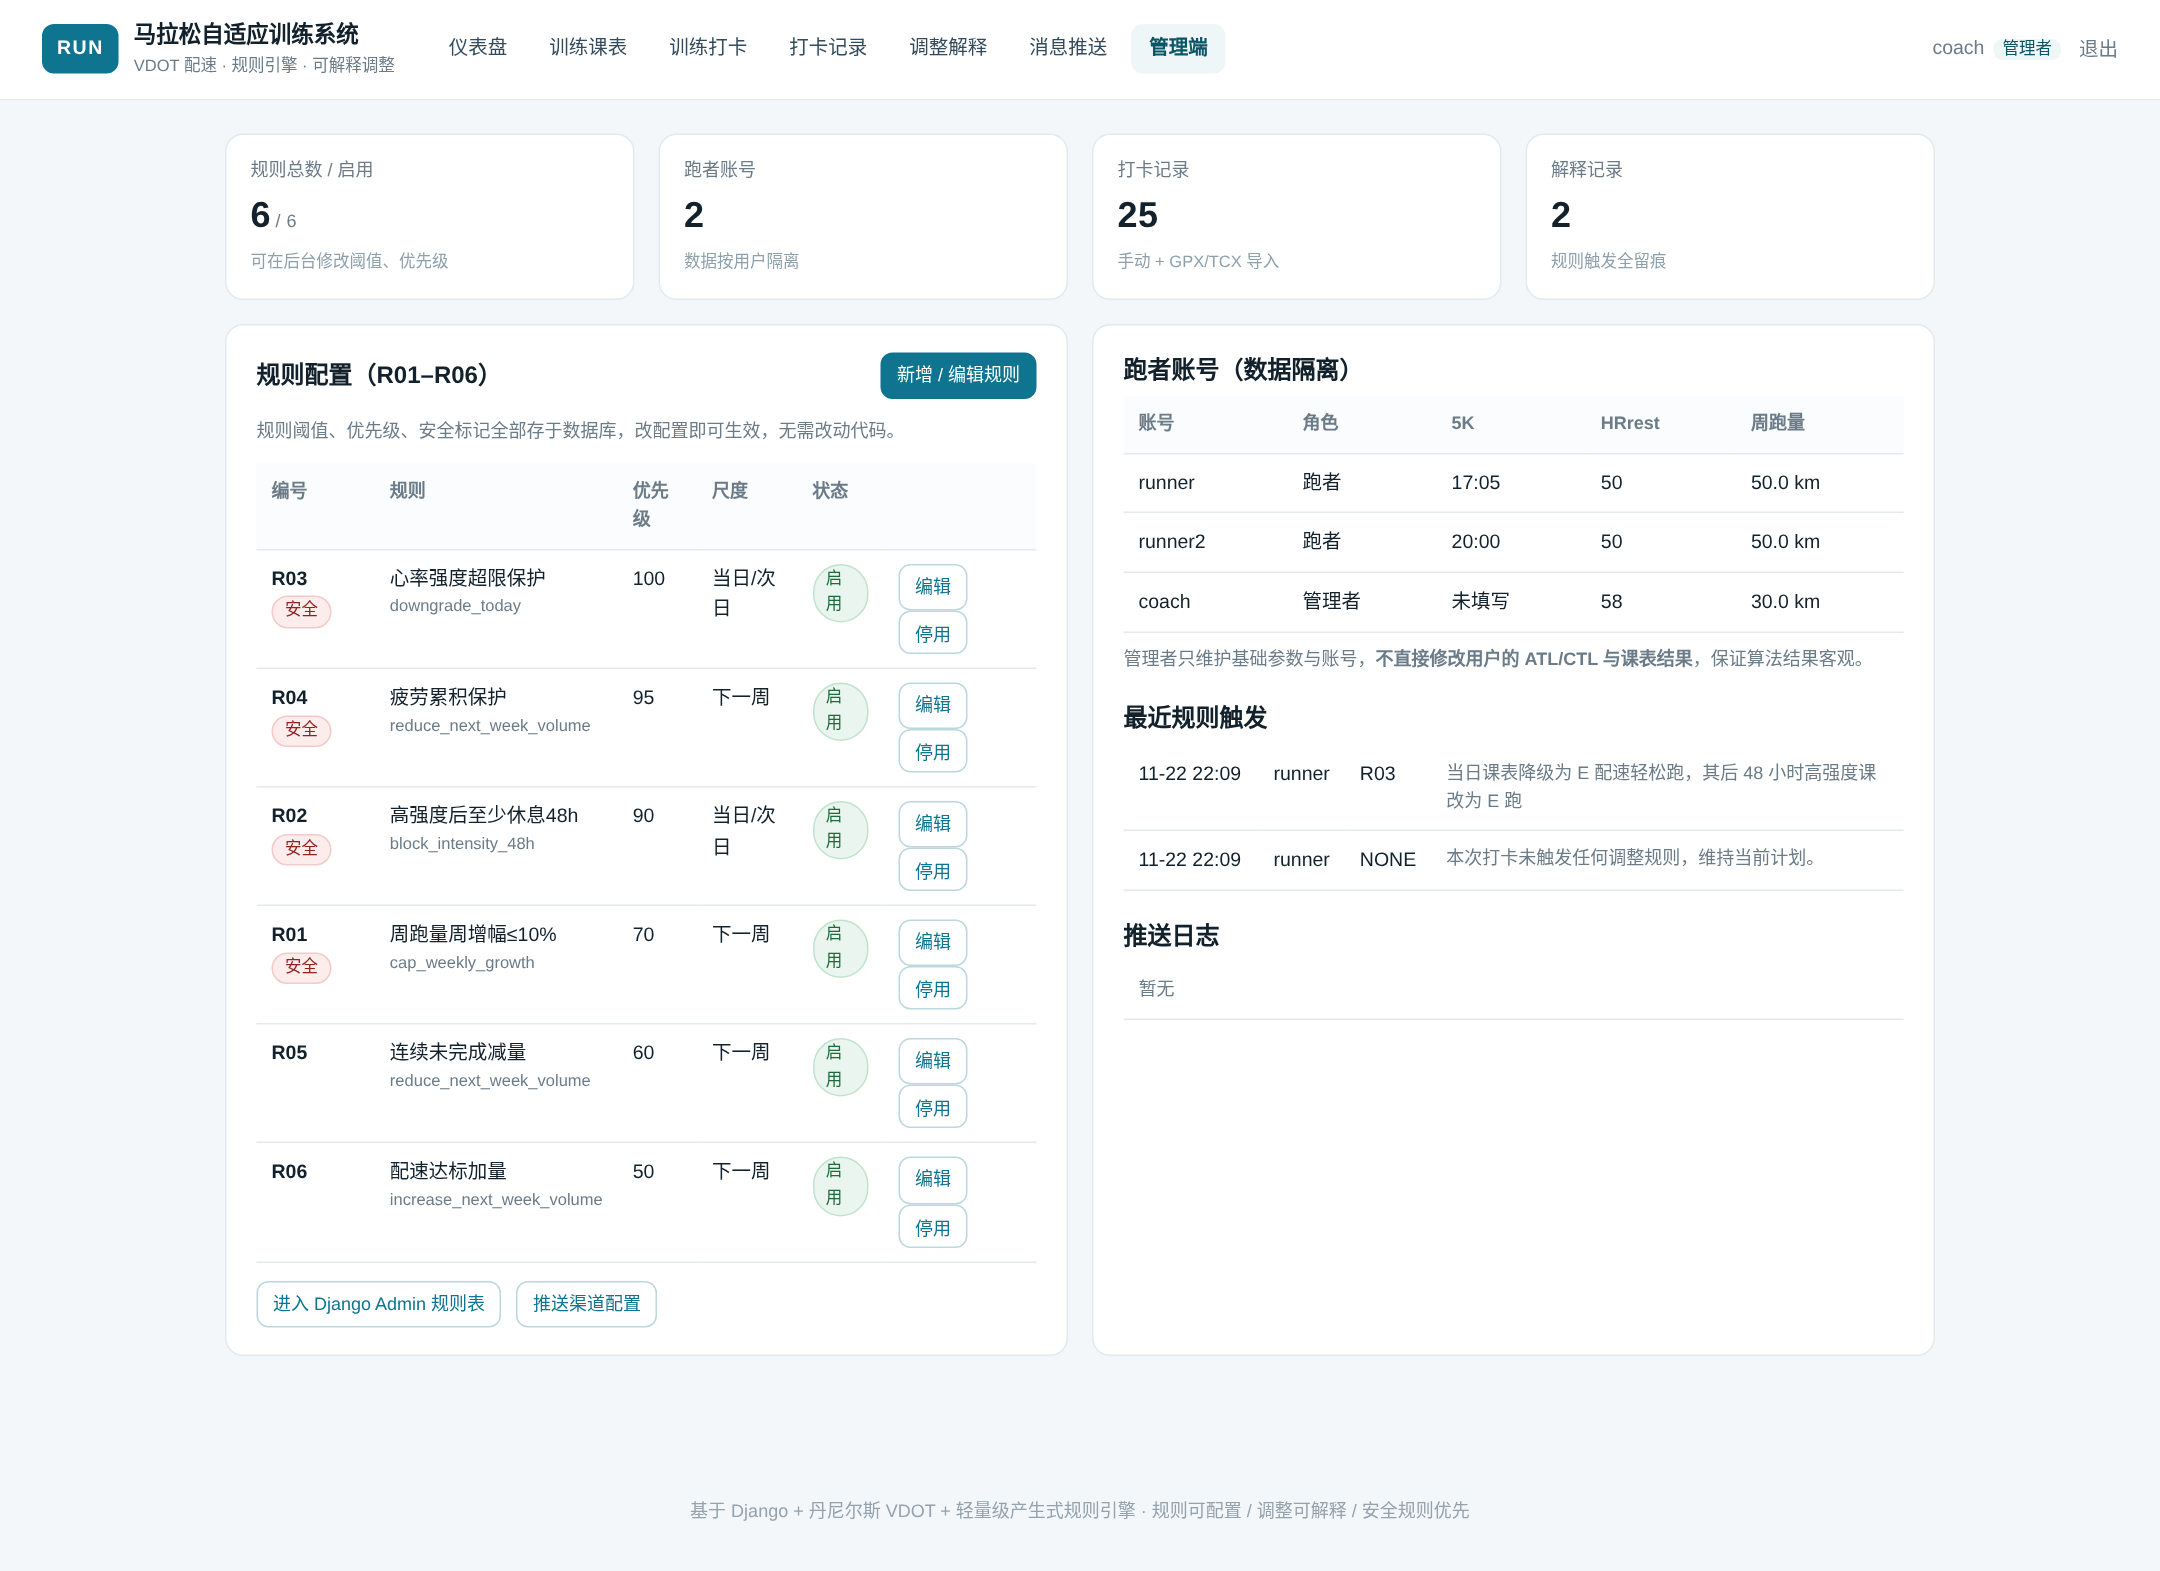 RUN
马拉松自适应训练系统
VDOT 配速 · 规则引擎 · 可解释调整
仪表盘 训练课表 训练打卡 打卡记录 调整解释 消息推送 管理端
coach 管理者 退出
规则总数 / 启用
6 / 6
可在后台修改阈值、优先级
跑者账号
2
数据按用户隔离
打卡记录
25
手动 + GPX/TCX 导入
解释记录
2
规则触发全留痕
规则配置（R01–R06）
新增 / 编辑规则
规则阈值、优先级、安全标记全部存于数据库，改配置即可生效，无需改动代码。
编号 规则 优先 尺度 状态
级
R03 心率强度超限保护 100 当日/次 启 编辑
安全 downgrade_today 日 用 停用
R04 疲劳累积保护 95 下一周 启 编辑
安全 reduce_next_week_volume 用 停用
R02 高强度后至少休息48h 90 当日/次 启 编辑
安全 block_intensity_48h 日 用 停用
R01 周跑量周增幅≤10% 70 下一周 启 编辑
安全 cap_weekly_growth 用 停用
R05 连续未完成减量 60 下一周 启 编辑
reduce_next_week_volume 用 停用
R06 配速达标加量 50 下一周 启 编辑
increase_next_week_volume 用 停用
进入 Django Admin 规则表 推送渠道配置
跑者账号（数据隔离）
账号 角色 5K HRrest 周跑量
runner 跑者 17:05 50 50.0 km
runner2 跑者 20:00 50 50.0 km
coach 管理者 未填写 58 30.0 km
管理者只维护基础参数与账号，不直接修改用户的 ATL/CTL 与课表结果，保证算法结果客观。
最近规则触发
11-22 22:09 runner R03 当日课表降级为 E 配速轻松跑，其后 48 小时高强度课
改为 E 跑
11-22 22:09 runner NONE 本次打卡未触发任何调整规则，维持当前计划。
推送日志
暂无
基于 Django + 丹尼尔斯 VDOT + 轻量级产生式规则引擎 · 规则可配置 / 调整可解释 / 安全规则优先